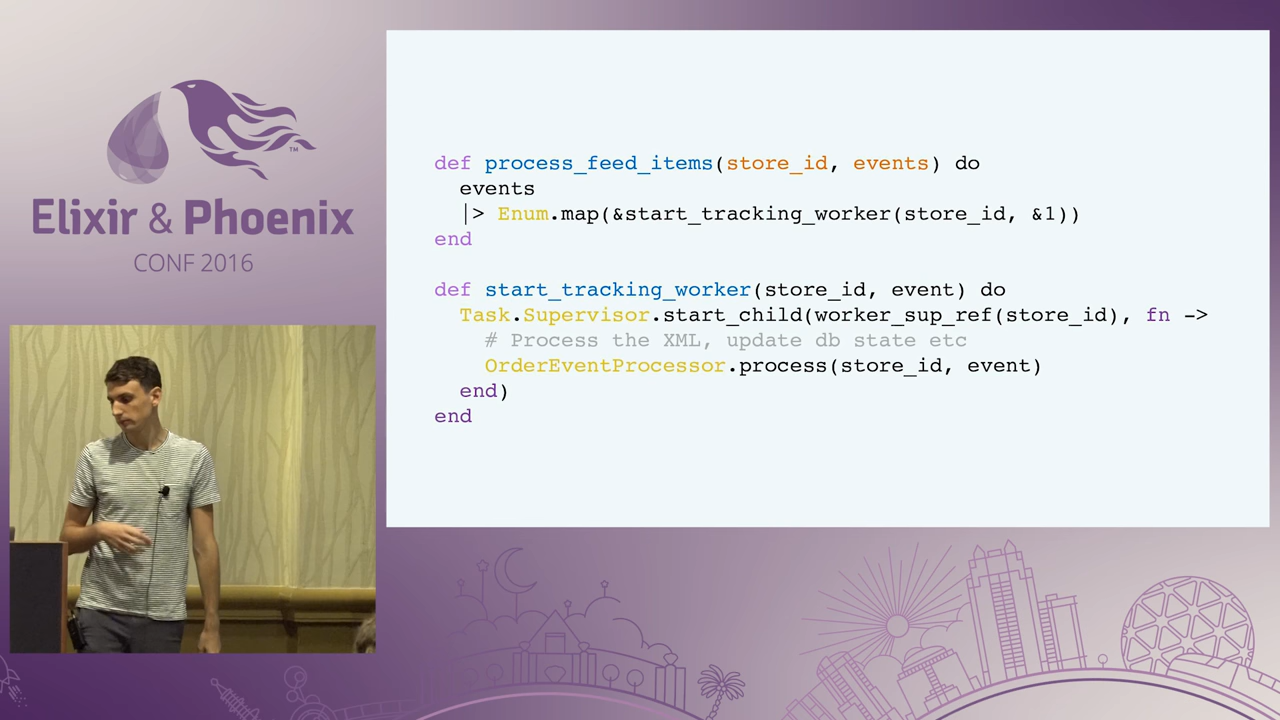 Elixir & Phoenix
TM
CONF 2016
def process_feed_items(store_id, events) do
  events
  |> Enum.map(&start_tracking_worker(store_id, &1))
end
def start_tracking_worker(store_id, event) do
  Task.Supervisor.start_child(worker_sup_ref(store_id), fn ->
    # Process the XML, update db state etc
    OrderEventProcessor.process(store_id, event)
  end)
end